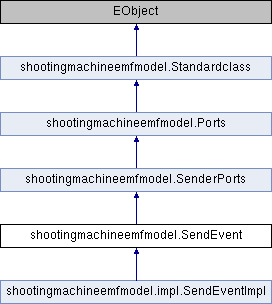 EObject
shootingmachineemfmodel.Standardclass
shootingmachineemfmodel.Ports
shootingmachineemfmodel.SenderPorts
shootingmachineemfmodel.SendEvent
shootingmachineemfmodel.impl.SendEventImpl